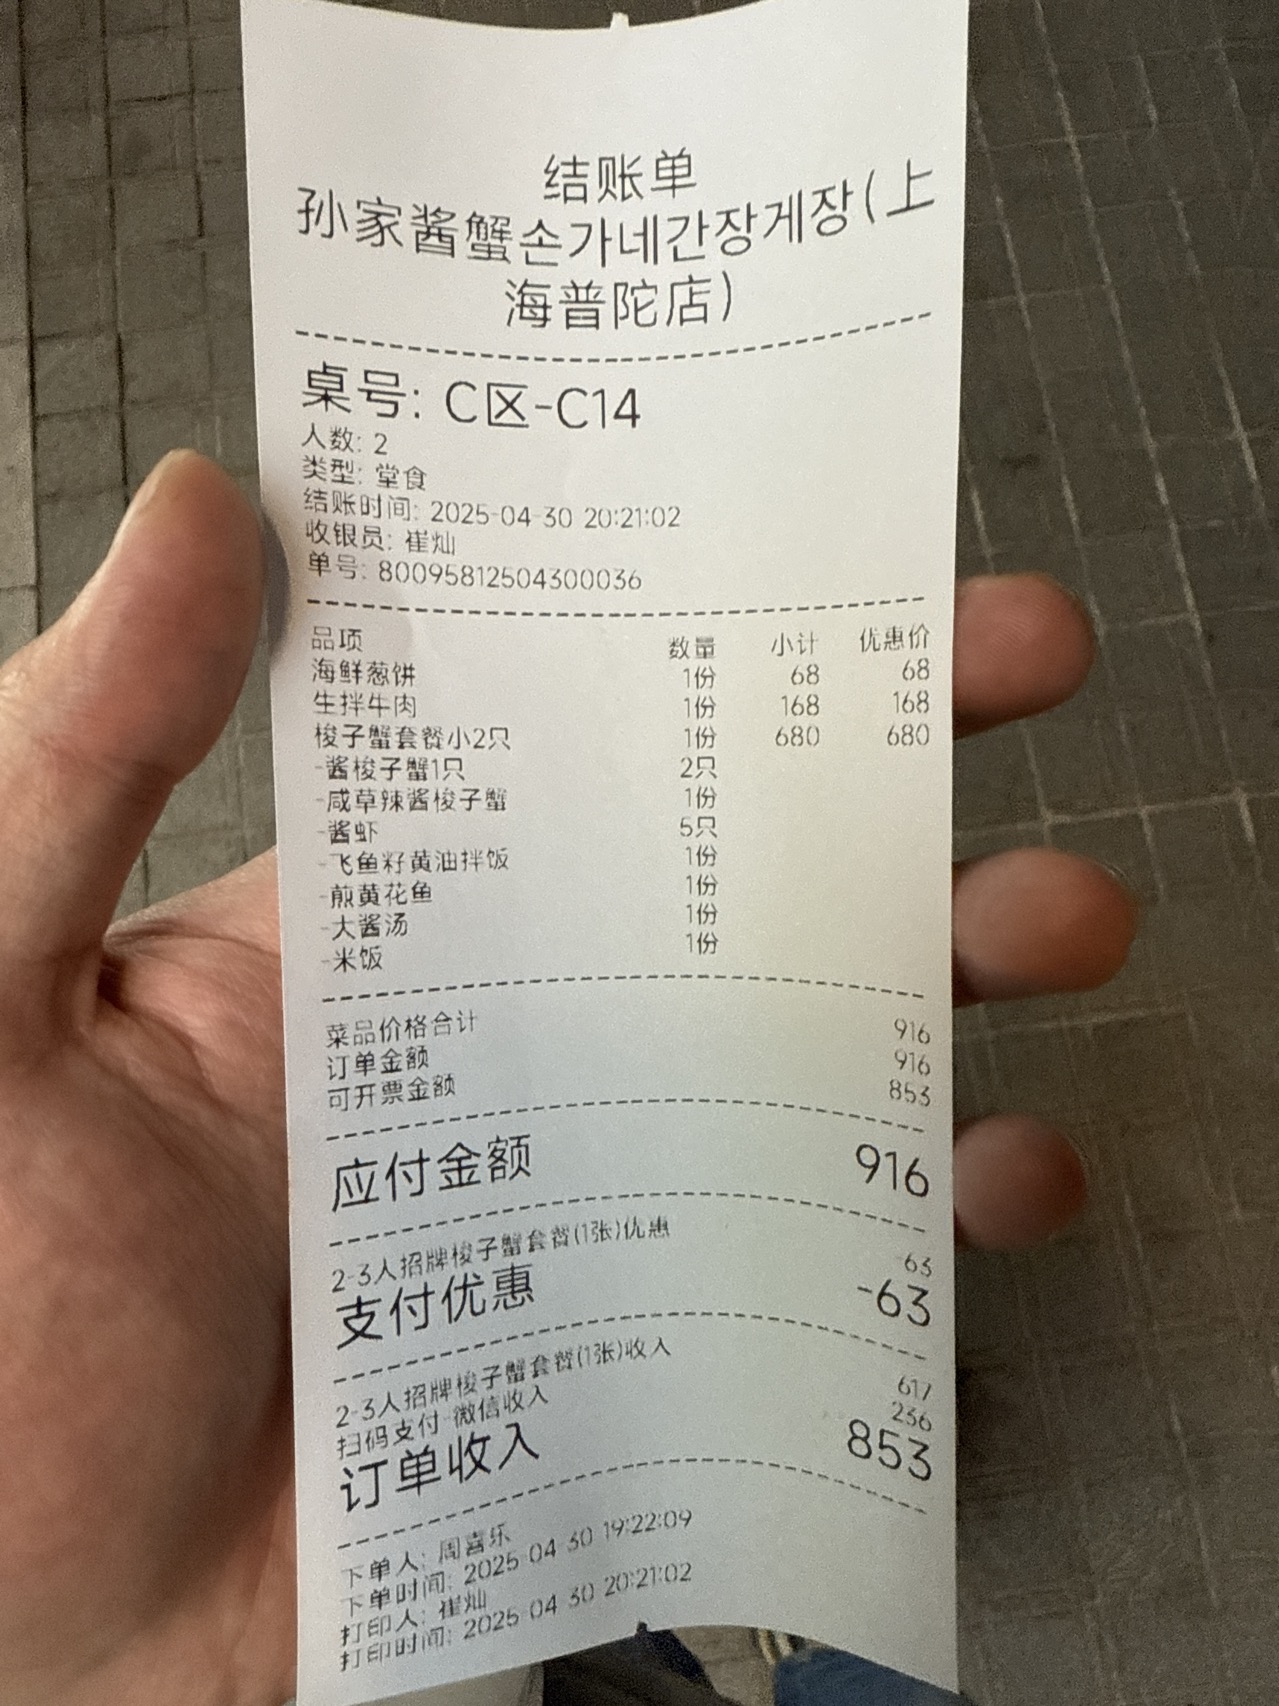 结账单
孙家酱蟹손가네간장게장(上
海普陀店)
桌号: C区-C14
人数: 2
类型: 堂食
结账时间: 2025-04-30 20:21:02
收银员: 崔灿
单号: 80095812504300036
品项 数量 小计 优惠价
海鲜葱饼 1份 68 68
生拌牛肉 1份 168 168
梭子蟹套餐小2只 1份 680 680
-酱梭子蟹1只 2只
-咸草辣酱梭子蟹 1份
-酱虾 5只
-飞鱼籽黄油拌饭 1份
-煎黄花鱼 1份
-大酱汤 1份
-米饭 1份
菜品价格合计 916
订单金额 916
可开票金额 853
应付金额 916
2-3人招牌梭子蟹套餐(1张)优惠 -63
支付优惠 -63
2-3人招牌梭子蟹套餐(1张)收入 617
扫码支付-微信收入 236
订单收入 853
下单人: 周喜乐
下单时间: 2025-04-30 19:22:09
打印人: 崔灿
打印时间: 2025-04-30 20:21:02